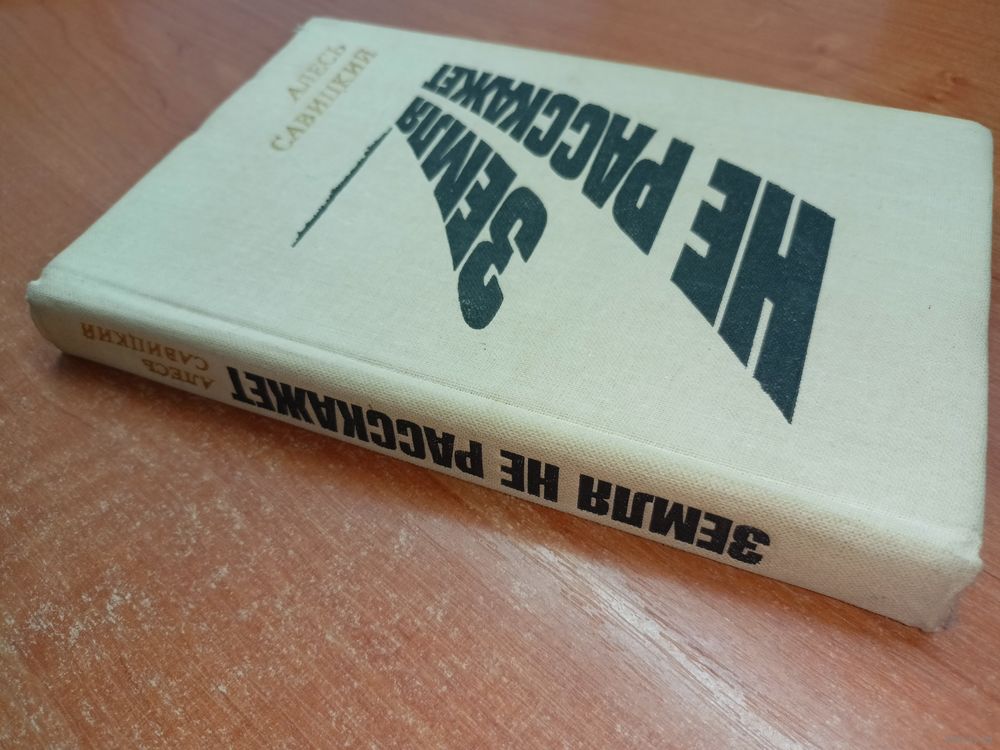 АЛЕСЬ
САВИЦКИЙ
ЗЕМЛЯ
НЕ РАССКАЖЕТ
АЛЕСЬ
САВИЦКИЙ
ЗЕМЛЯ НЕ РАССКАЖЕТ